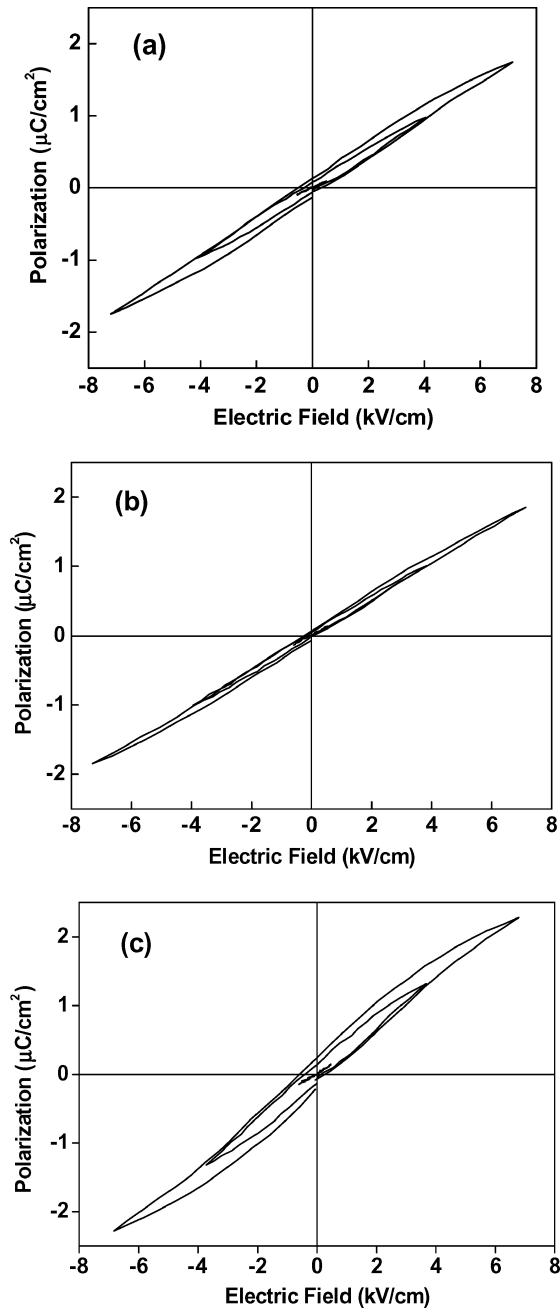 (a)
Polarization (μC/cm²)
2
1
0
-1
-2
-8 -6 -4 -2 0 2 4 6 8
Electric Field (kV/cm)
(b)
Polarization (μC/cm²)
2
1
0
-1
-2
-8 -6 -4 -2 0 2 4 6 8
Electric Field (kV/cm)
(c)
Polarization (μC/cm²)
2
1
0
-1
-2
-8 -6 -4 -2 0 2 4 6 8
Electric Field (kV/cm)